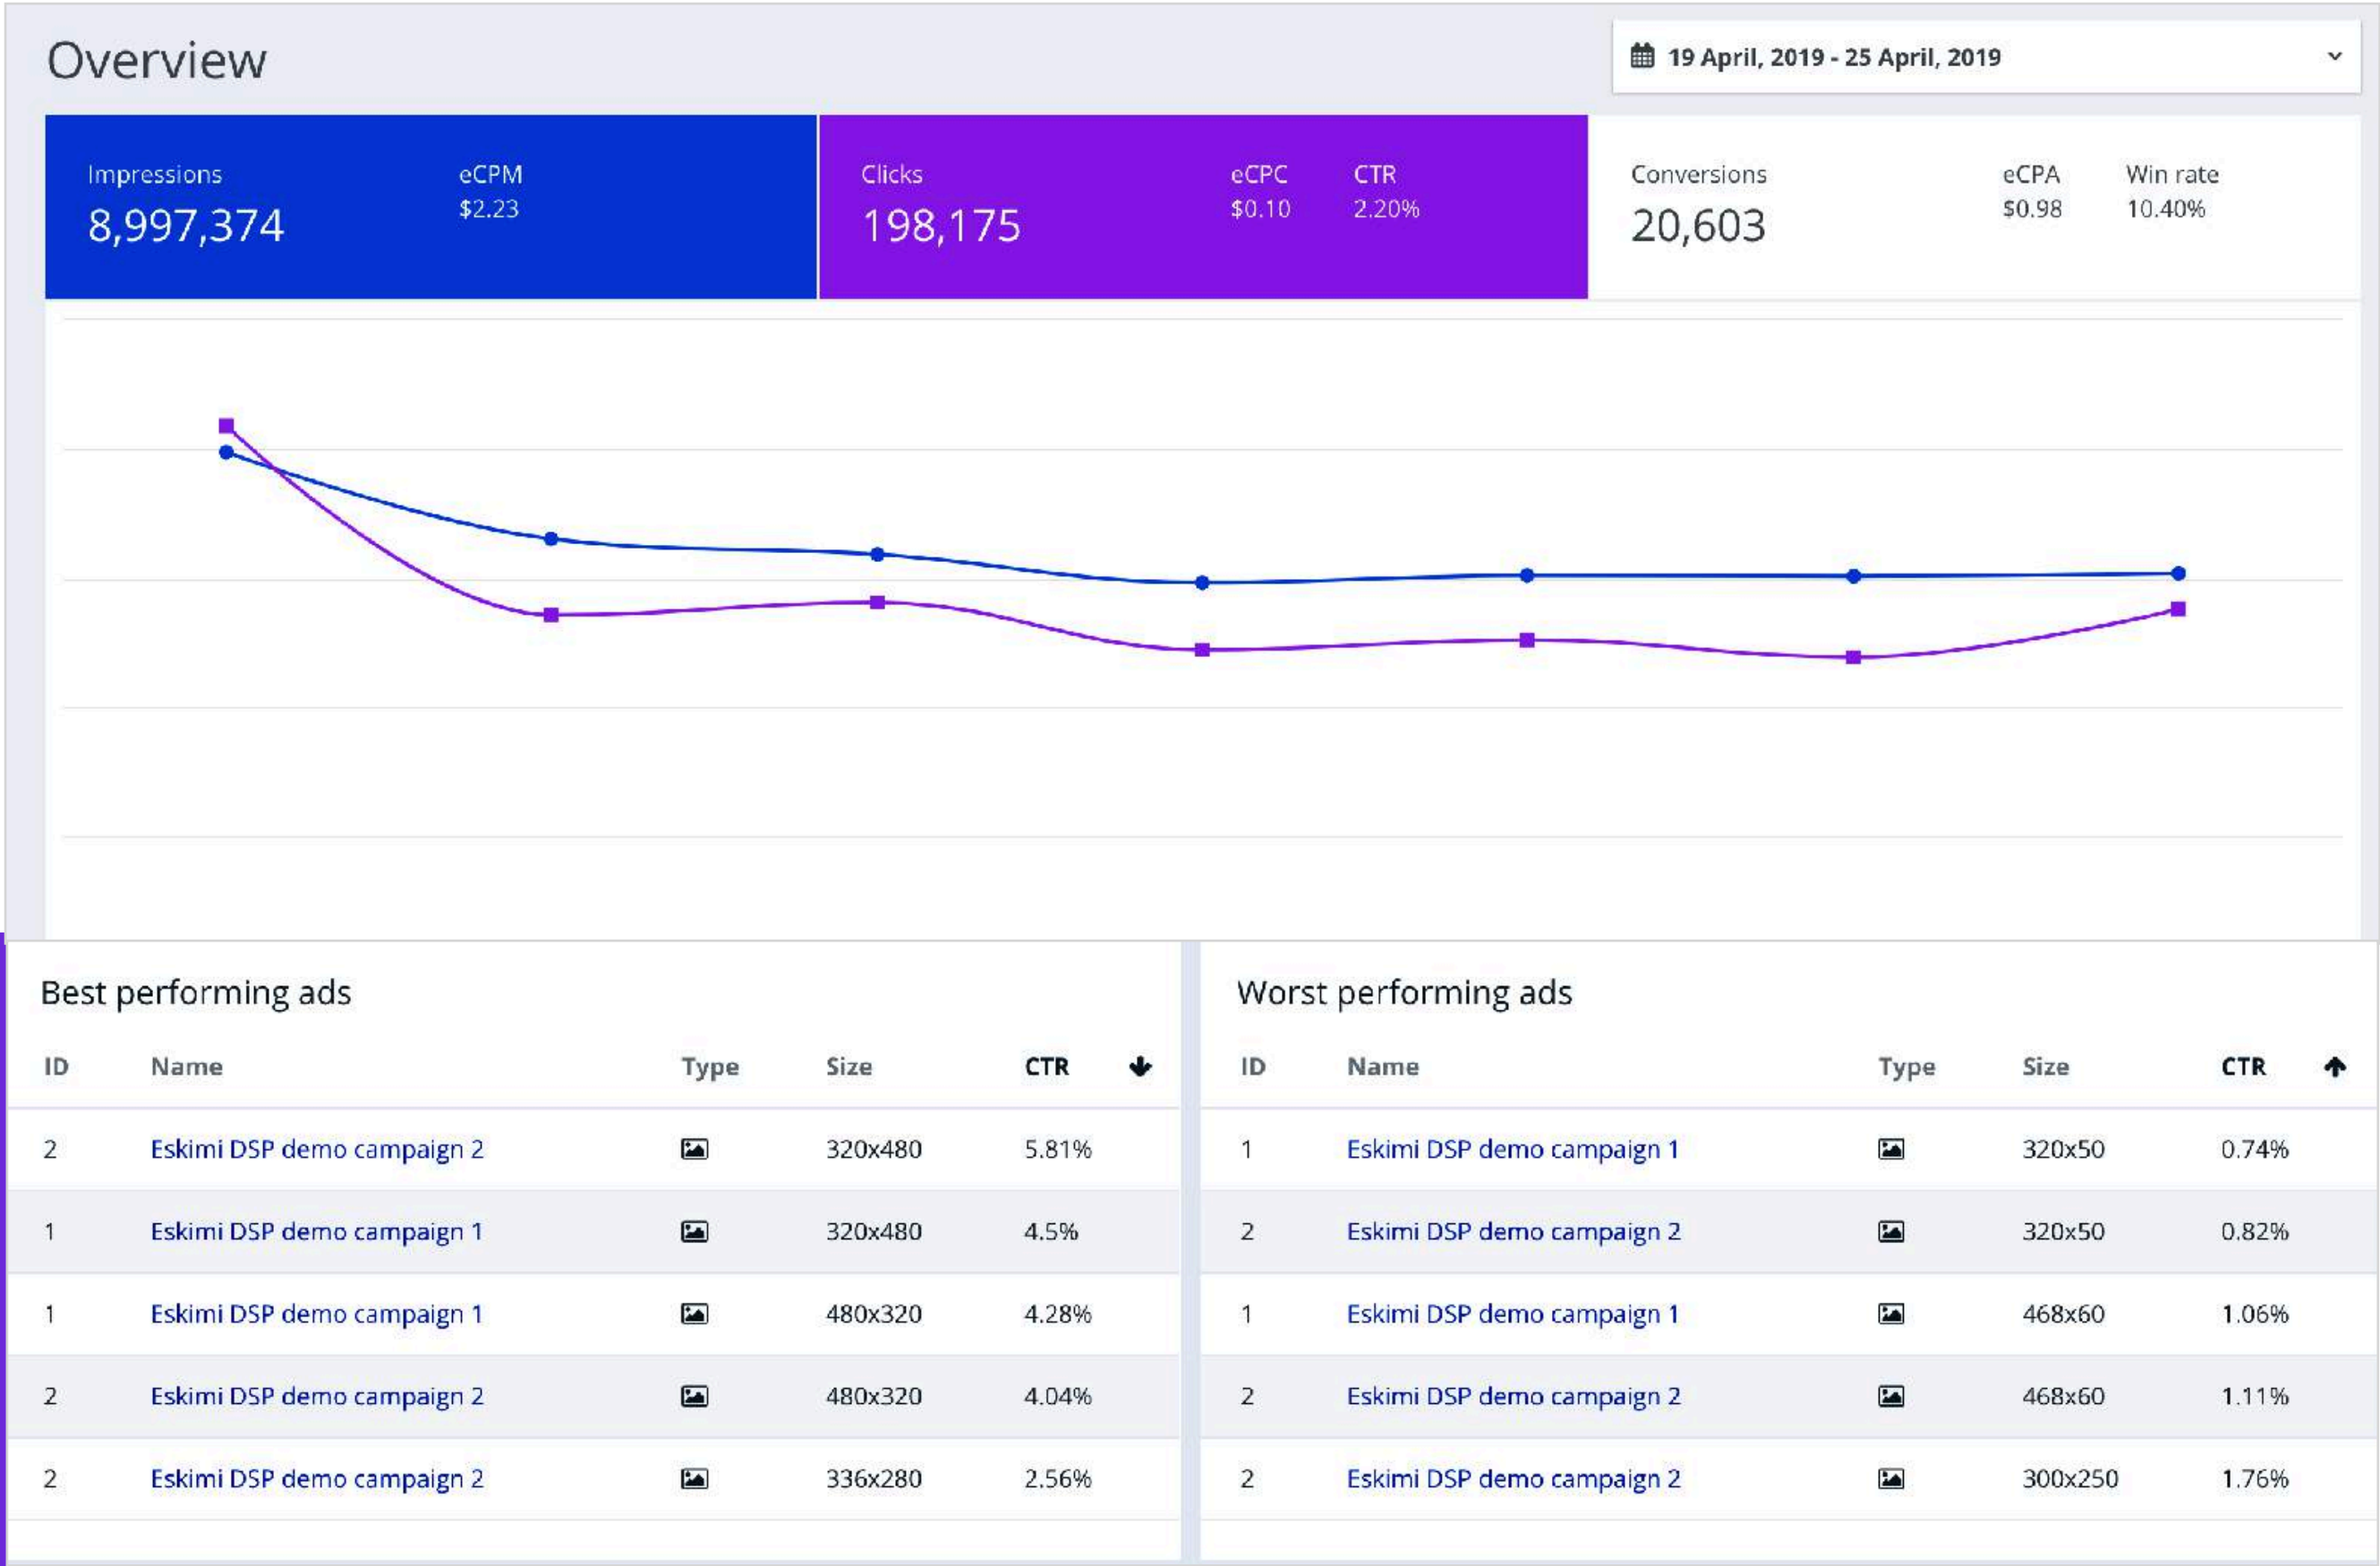 Overview
19 April, 2019 - 25 April, 2019
Impressions eCPM
8,997,374 $2.23
Clicks eCPC CTR
198,175 $0.10 2.20%
Conversions eCPA Win rate
20,603 $0.98 10.40%
Best performing ads
ID Name Type Size CTR
2 Eskimi DSP demo campaign 2 320x480 5.81%
1 Eskimi DSP demo campaign 1 320x480 4.5%
1 Eskimi DSP demo campaign 1 480x320 4.28%
2 Eskimi DSP demo campaign 2 480x320 4.04%
2 Eskimi DSP demo campaign 2 336x280 2.56%
Worst performing ads
ID Name Type Size CTR
1 Eskimi DSP demo campaign 1 320x50 0.74%
2 Eskimi DSP demo campaign 2 320x50 0.82%
1 Eskimi DSP demo campaign 1 468x60 1.06%
2 Eskimi DSP demo campaign 2 468x60 1.11%
2 Eskimi DSP demo campaign 2 300x250 1.76%